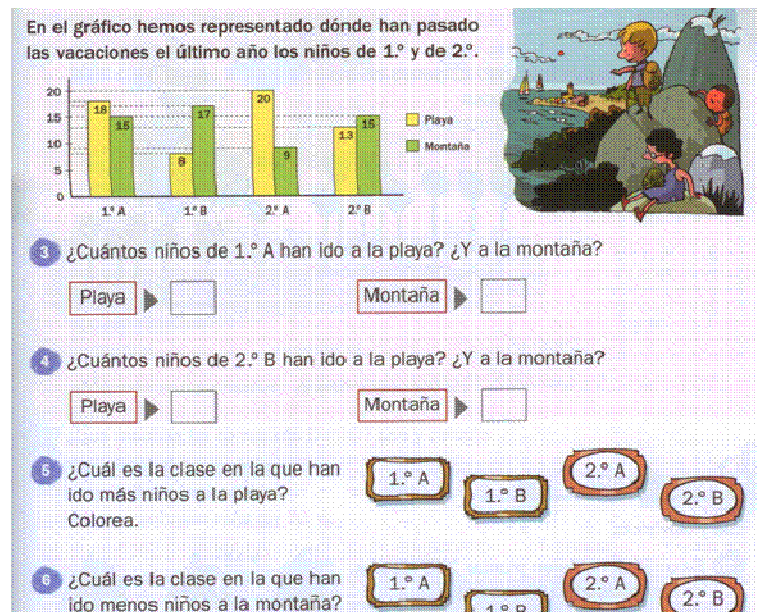 En el gráfico hemos representado dónde han pasado
las vacaciones el último año los niños de 1.º y de 2.º.
20
15
10
5
0
18
15
8
17
20
9
13
15
Playa
Montaña
1.º A
1.º B
2.º A
2.º B
3 ¿Cuántos niños de 1.º A han ido a la playa? ¿Y a la montaña?
Playa
Montaña
4 ¿Cuántos niños de 2.º B han ido a la playa? ¿Y a la montaña?
Playa
Montaña
5 ¿Cuál es la clase en la que han
ido más niños a la playa?
Colorea.
1.º A
1.º B
2.º A
2.º B
6 ¿Cuál es la clase en la que han
ido menos niños a la montaña?
1.º A
1.º B
2.º A
2.º B